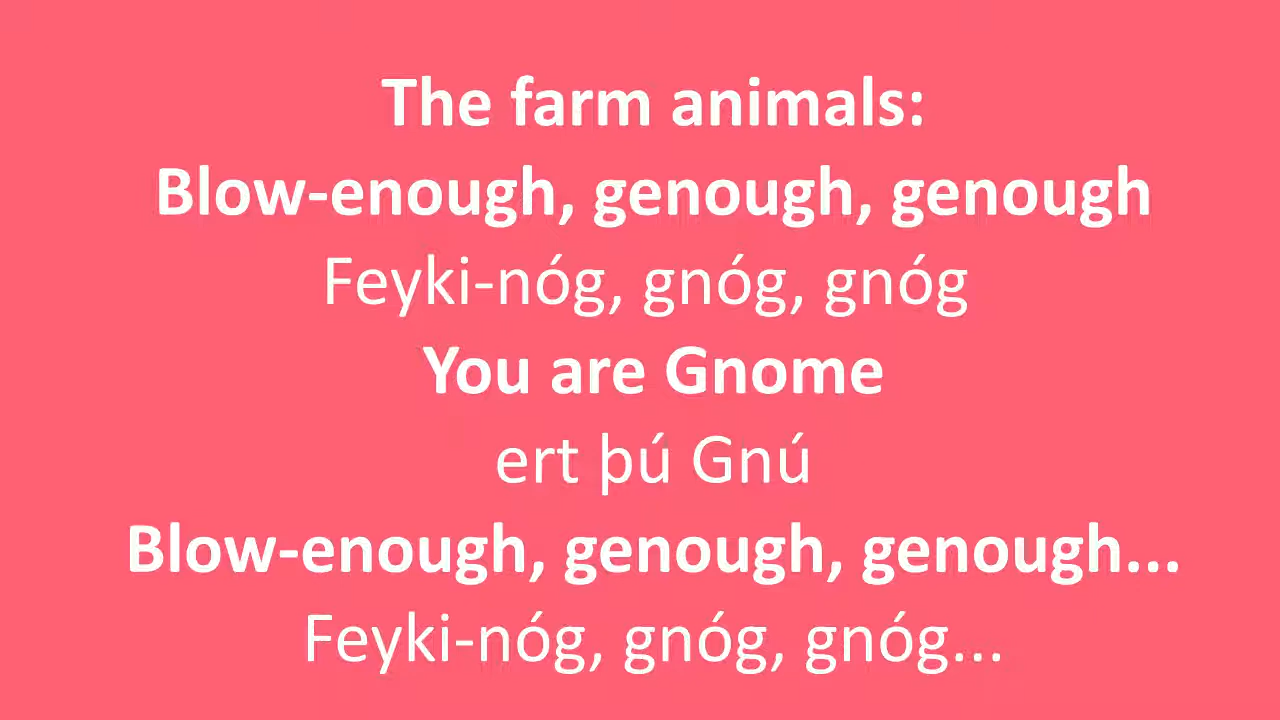 The farm animals:
Blow-enough, genough, genough
Feyki-nóg, gnóg, gnóg
You are Gnome
ert þú Gnú
Blow-enough, genough, genough...
Feyki-nóg, gnóg, gnóg...